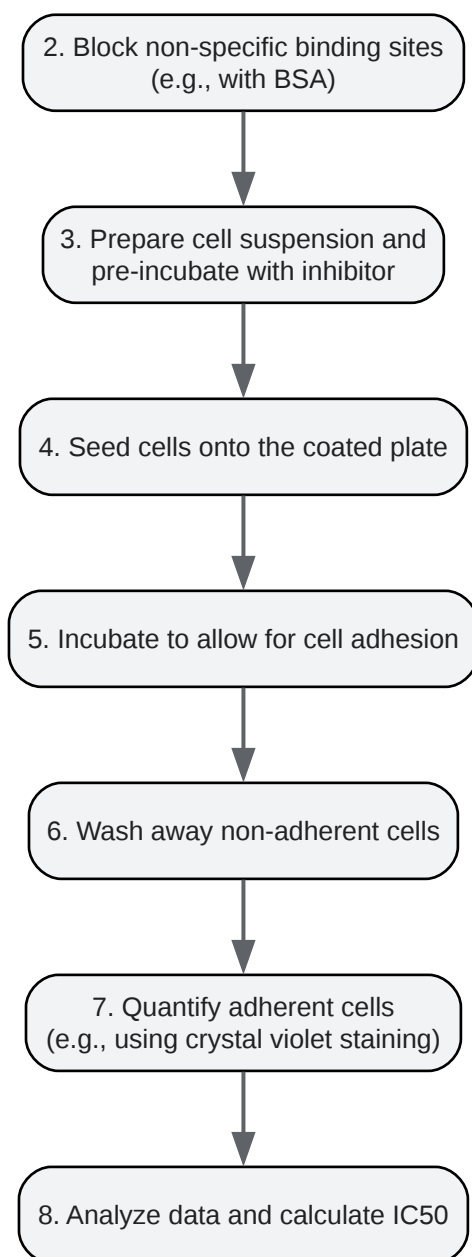 2. Block non-specific binding sites
(e.g., with BSA)
3. Prepare cell suspension and
pre-incubate with inhibitor
4. Seed cells onto the coated plate
5. Incubate to allow for cell adhesion
6. Wash away non-adherent cells
7. Quantify adherent cells
(e.g., using crystal violet staining)
8. Analyze data and calculate IC50